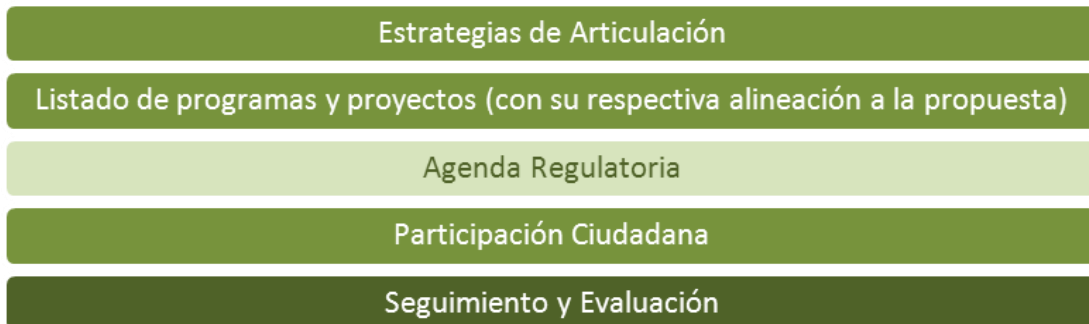 Estrategias de Articulación
Listado de programas y proyectos (con su respectiva alineación a la propuesta)
Agenda Regulatoria
Participación Ciudadana
Seguimiento y Evaluación